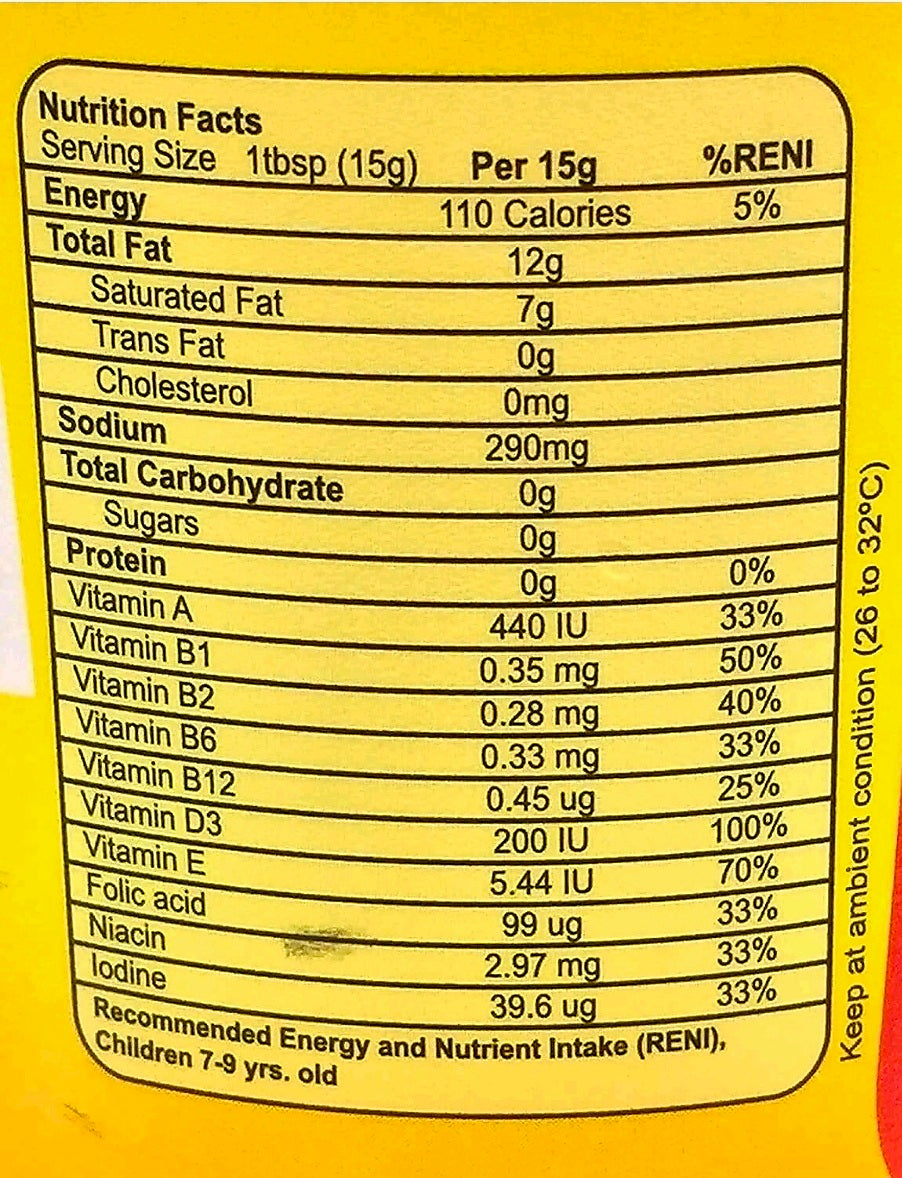 Nutrition Facts
Serving Size 1tbsp (15g) Per 15g %RENI
Energy 110 Calories 5%
Total Fat 12g
Saturated Fat 7g
Trans Fat 0g
Cholesterol 0mg
Sodium 290mg
Total Carbohydrate 0g
Sugars 0g
Protein 0g 0%
Vitamin A 440 IU 33%
Vitamin B1 0.35 mg 50%
Vitamin B2 0.28 mg 40%
Vitamin B6 0.33 mg 33%
Vitamin B12 0.45 ug 25%
Vitamin D3 200 IU 100%
Vitamin E 5.44 IU 70%
Folic acid 99 ug 33%
Niacin 2.97 mg 33%
Iodine 39.6 ug 33%
Recommended Energy and Nutrient Intake (RENI),
Children 7-9 yrs. old
Keep at ambient condition (26 to 32°C)